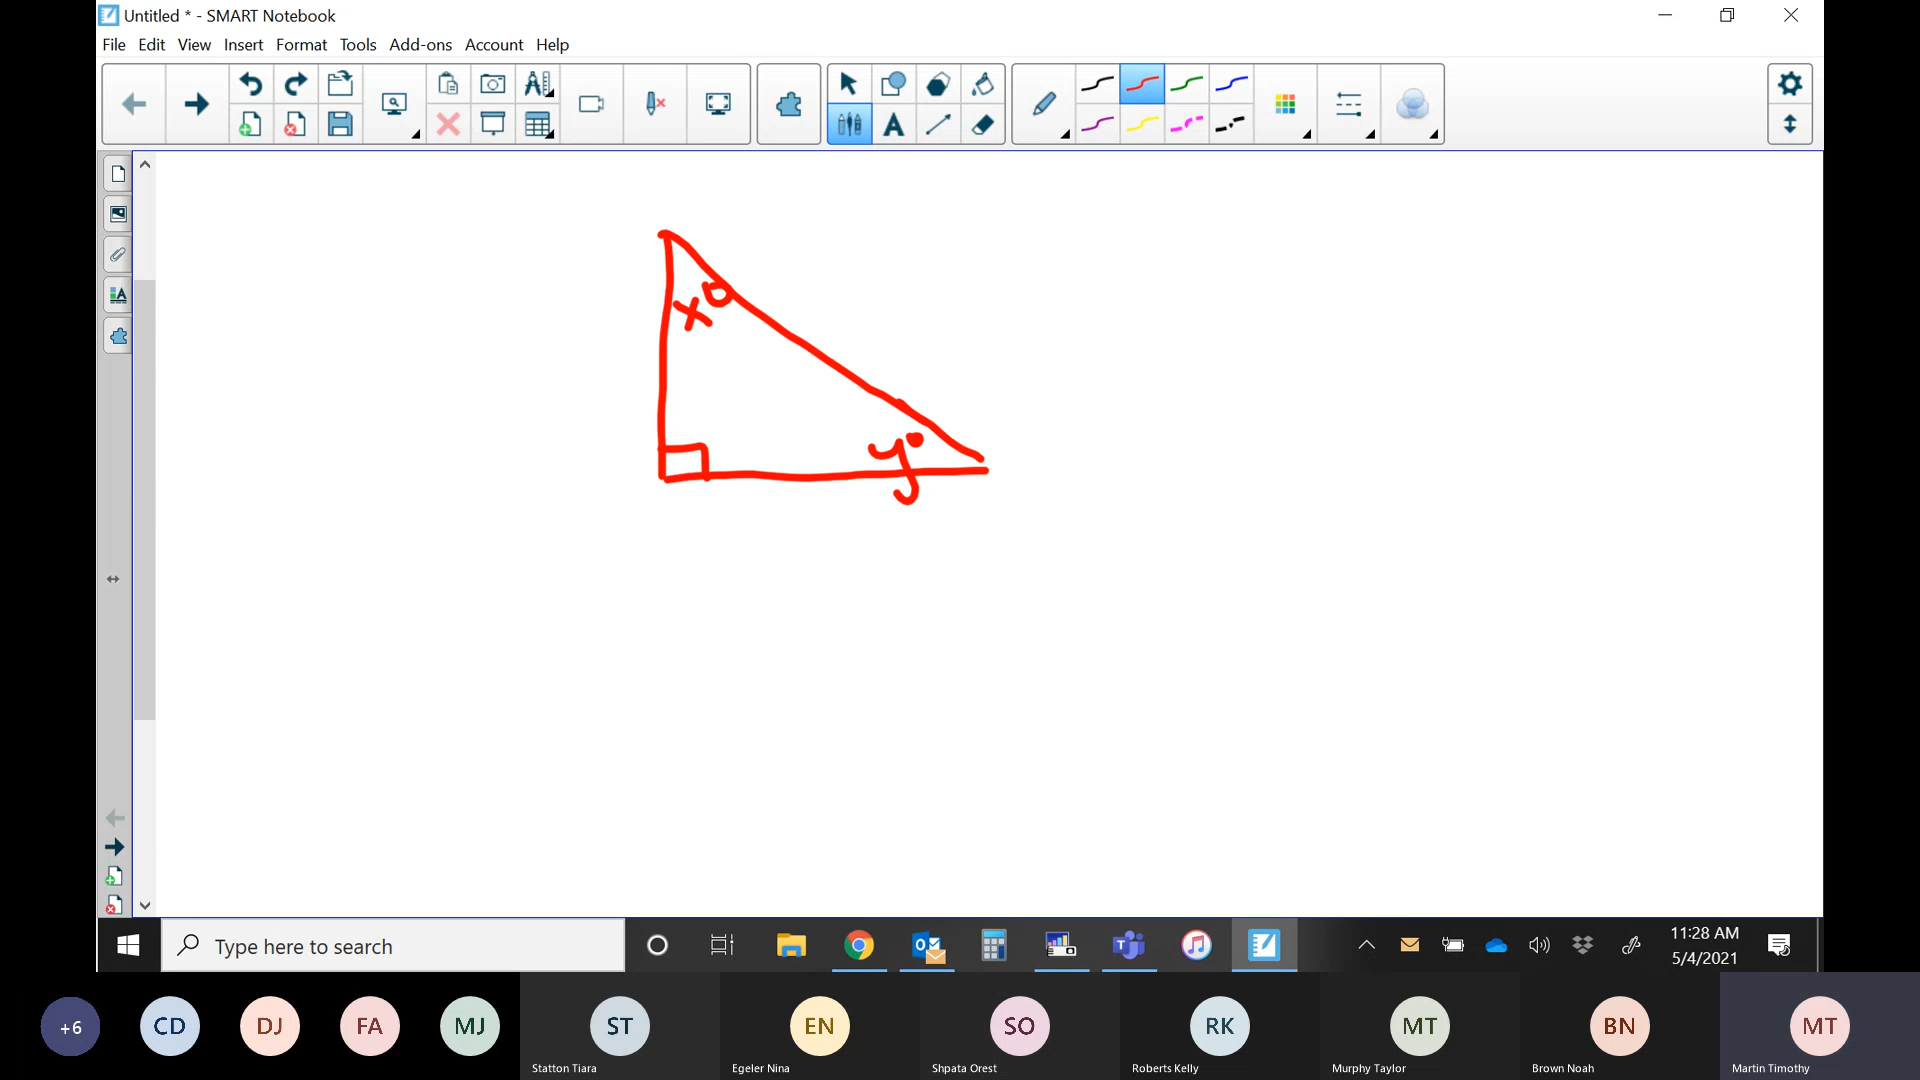 Untitled * - SMART Notebook
File Edit View Insert Format Tools Add-ons Account Help
x°
y°
Type here to search
11:28 AM
5/4/2021
+6 CD DJ FA MJ ST EN SO RK MT BN MT
Statton Tiara Egeler Nina Shpata Orest Roberts Kelly Murphy Taylor Brown Noah Martin Timothy